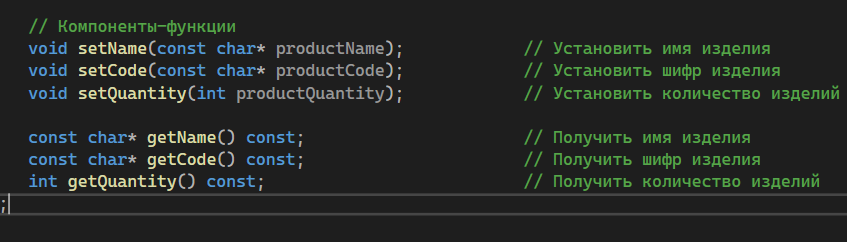 // Компоненты-функции
void setName(const char* productName); // Установить имя изделия
void setCode(const char* productCode); // Установить шифр изделия
void setQuantity(int productQuantity); // Установить количество изделий
const char* getName() const; // Получить имя изделия
const char* getCode() const; // Получить шифр изделия
int getQuantity() const; // Получить количество изделий
;